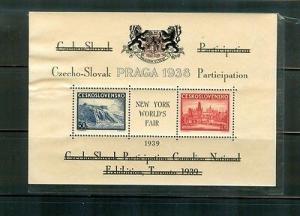 Czecho-Slovak Participation
Czecho-Slovak PRAGA 1938 Participation
ČESKOSLOVENSKO
NEW YORK
WORLD'S
FAIR
ČESKOSLOVENSKO
1939
Czecho-Slovak Participation Canadian National
Exhibition, Toronto 1939